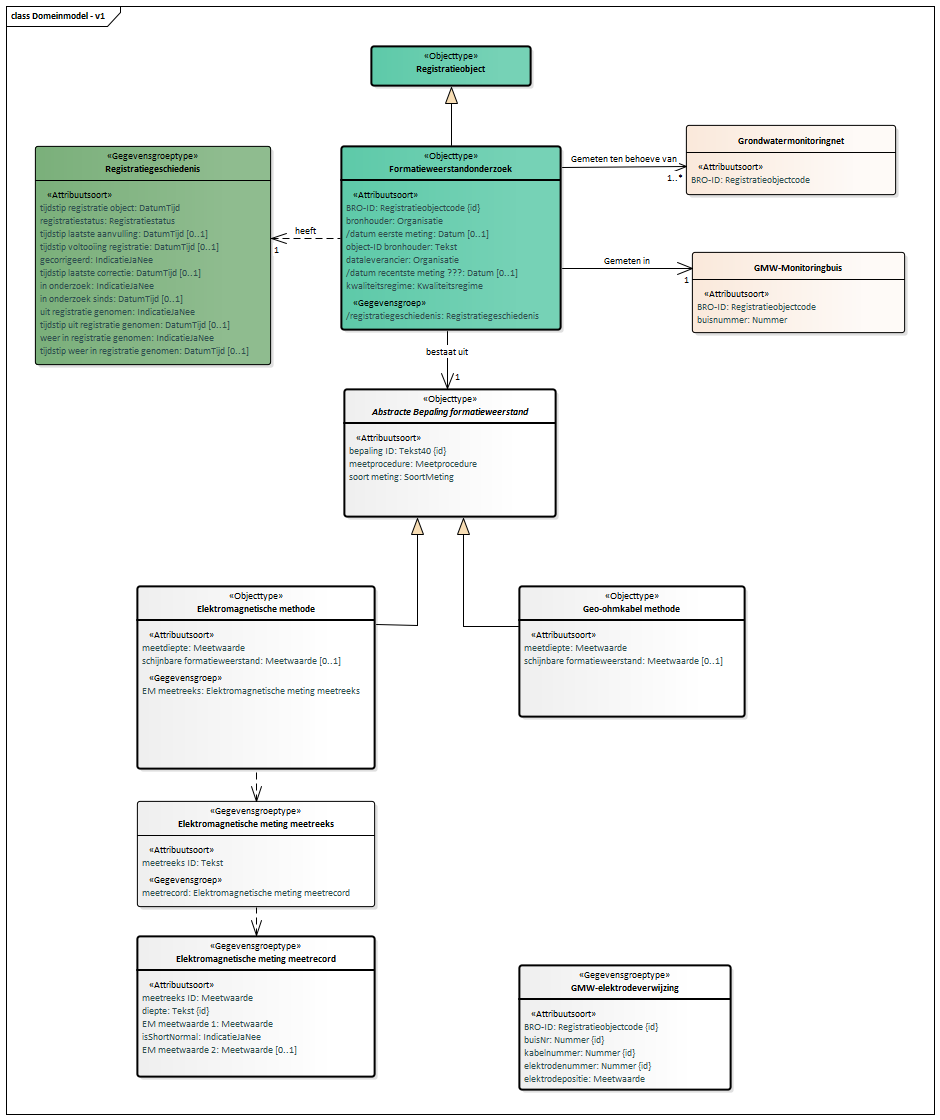 class Domeinmodel - v1
«Objecttype»
Registratieobject
«Gegevensgroeptype»
Registratiegeschiedenis
«Attribuutsoort»
tijdstip registratie object: DatumTijd
registratiestatus: Registratiestatus
tijdstip laatste aanvulling: DatumTijd [0..1]
tijdstip voltooiing registratie: DatumTijd [0..1]
gecorrigeerd: IndicatieJaNee
tijdstip laatste correctie: DatumTijd [0..1]
in onderzoek: IndicatieJaNee
in onderzoek sinds: DatumTijd [0..1]
uit registratie genomen: IndicatieJaNee
tijdstip uit registratie genomen: DatumTijd [0..1]
weer in registratie genomen: IndicatieJaNee
tijdstip weer in registratie genomen: DatumTijd [0..1]
heeft
1
«Objecttype»
Formatieweerstandonderzoek
«Attribuutsoort»
BRO-ID: Registratieobjectcode {id}
bronhouder: Organisatie
/datum eerste meting: Datum [0..1]
object-ID bronhouder: Tekst
dataleverancier: Organisatie
/datum recentste meting ???: Datum [0..1]
kwaliteitsregime: Kwaliteitsregime
«Gegevensgroep»
/registratiegeschiedenis: Registratiegeschiedenis
Gemeten ten behoeve van
1..*
Grondwatermonitoringnet
«Attribuutsoort»
BRO-ID: Registratieobjectcode
Gemeten in
1
GMW-Monitoringbuis
«Attribuutsoort»
BRO-ID: Registratieobjectcode
buisnummer: Nummer
bestaat uit
1
«Objecttype»
Abstracte Bepaling formatieweerstand
«Attribuutsoort»
bepaling ID: Tekst40 {id}
meetprocedure: Meetprocedure
soort meting: SoortMeting
«Objecttype»
Elektromagnetische methode
«Attribuutsoort»
meetdiepte: Meetwaarde
schijnbare formatieweerstand: Meetwaarde [0..1]
«Gegevensgroep»
EM meetreeks: Elektromagnetische meting meetreeks
«Objecttype»
Geo-ohmkabel methode
«Attribuutsoort»
meetdiepte: Meetwaarde
schijnbare formatieweerstand: Meetwaarde [0..1]
«Gegevensgroeptype»
Elektromagnetische meting meetreeks
«Attribuutsoort»
meetreeks ID: Tekst
«Gegevensgroep»
meetrecord: Elektromagnetische meting meetrecord
«Gegevensgroeptype»
Elektromagnetische meting meetrecord
«Attribuutsoort»
meetreeks ID: Meetwaarde
diepte: Tekst {id}
EM meetwaarde 1: Meetwaarde
isShortNormal: IndicatieJaNee
EM meetwaarde 2: Meetwaarde [0..1]
«Gegevensgroeptype»
GMW-elektrodeverwijzing
«Attribuutsoort»
BRO-ID: Registratieobjectcode {id}
buisNr: Nummer {id}
kabelnummer: Nummer {id}
elektrodenummer: Nummer {id}
elektrodepositie: Meetwaarde